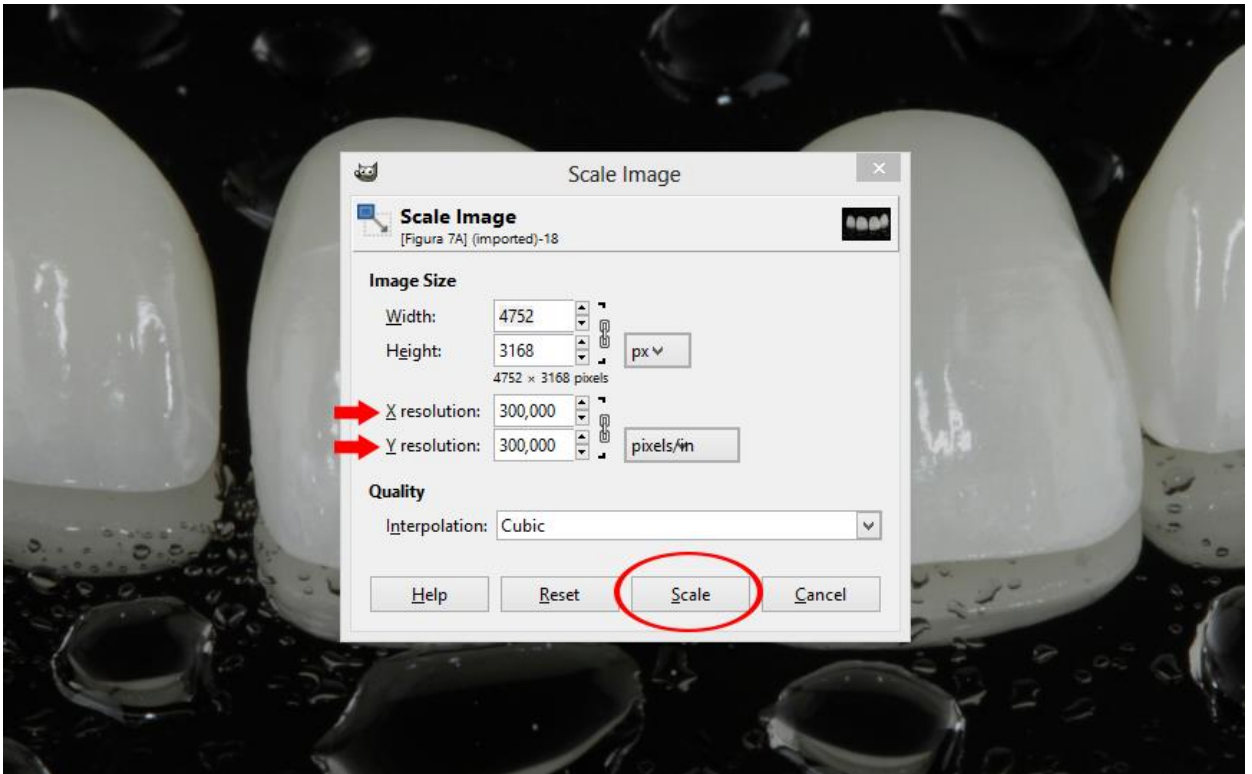 Scale Image
Scale Image
[Figura 7A] (imported)-18
Image Size
Width: 4752
Height: 3168 px
4752 × 3168 pixels
X resolution: 300,000
Y resolution: 300,000 pixels/in
Quality
Interpolation: Cubic
Help Reset Scale Cancel